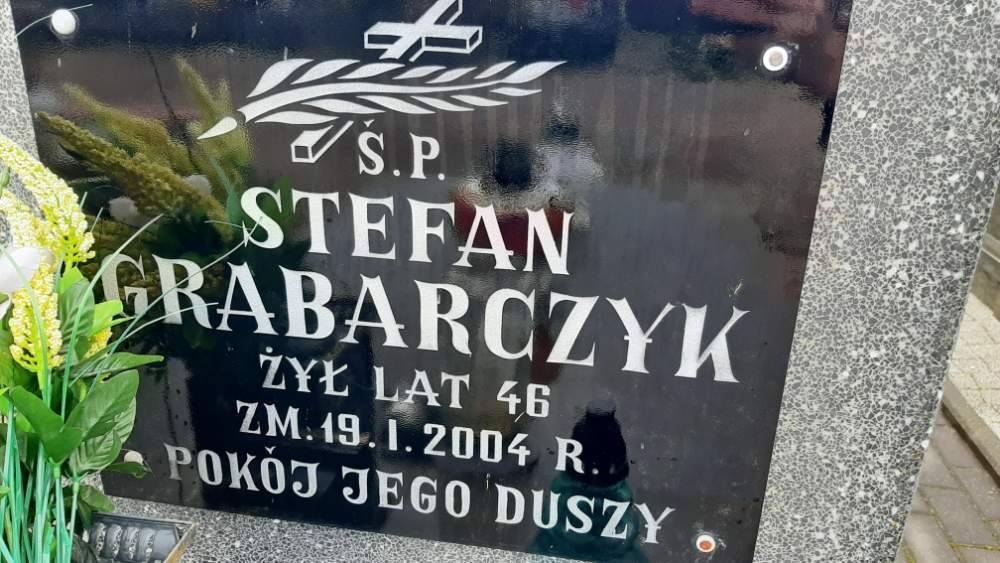 Ś.P.
STEFAN
GRABARCZYK
ŻYŁ LAT 46
ZM. 19. I. 2004 R.
POKÓJ JEGO DUSZY